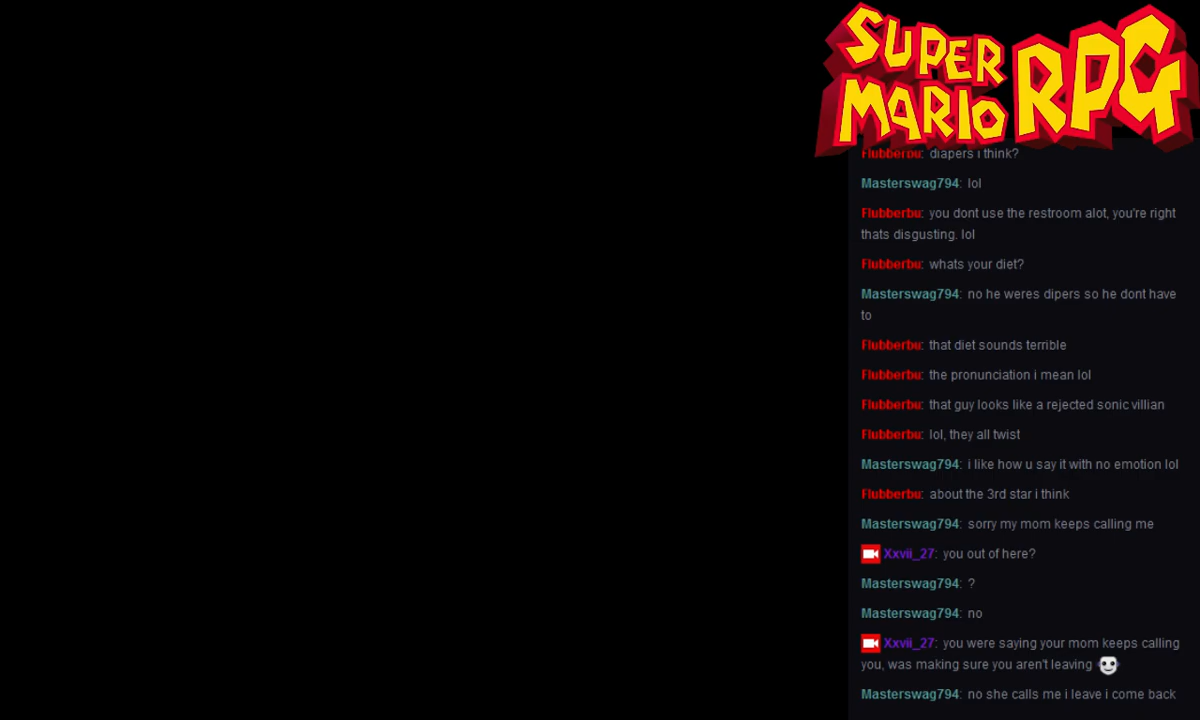 SUPER
MARIO RPG
Flubberbu: diapers i think?
Masterswag794: lol
Flubberbu: you dont use the restroom alot, you're right
thats disgusting. lol
Flubberbu: whats your diet?
Masterswag794: no he weres dipers so he dont have
to
Flubberbu: that diet sounds terrible
Flubberbu: the pronunciation i mean lol
Flubberbu: that guy looks like a rejected sonic villian
Flubberbu: lol, they all twist
Masterswag794: i like how u say it with no emotion lol
Flubberbu: about the 3rd star i think
Masterswag794: sorry my mom keeps calling me
Xxvii_27: you out of here?
Masterswag794: ?
Masterswag794: no
Xxvii_27: you were saying your mom keeps calling
you, was making sure you aren't leaving
Masterswag794: no she calls me i leave i come back